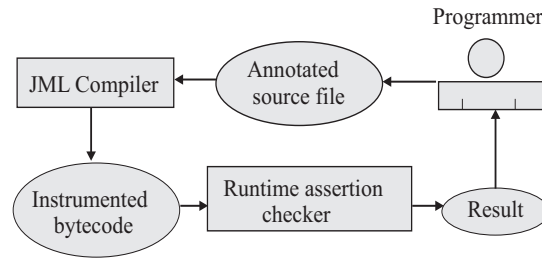 Programmer
Annotated
source file
JML Compiler
Instrumented
bytecode
Runtime assertion
checker
Result